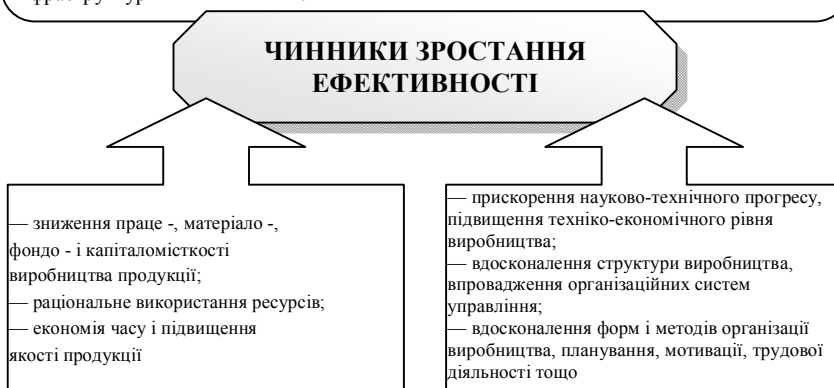 ЧИННИКИ ЗРОСТАННЯ
ЕФЕКТИВНОСТІ
— зниження праце -, матеріало -,
фондо - і капіталомісткості
виробництва продукції;
— раціональне використання ресурсів;
— економія часу і підвищення
якості продукції
— прискорення науково-технічного прогресу,
підвищення техніко-економічного рівня
виробництва;
— вдосконалення структури виробництва,
впровадження організаційних систем
управління;
— вдосконалення форм і методів організації
виробництва, планування, мотивації, трудової
діяльності тощо